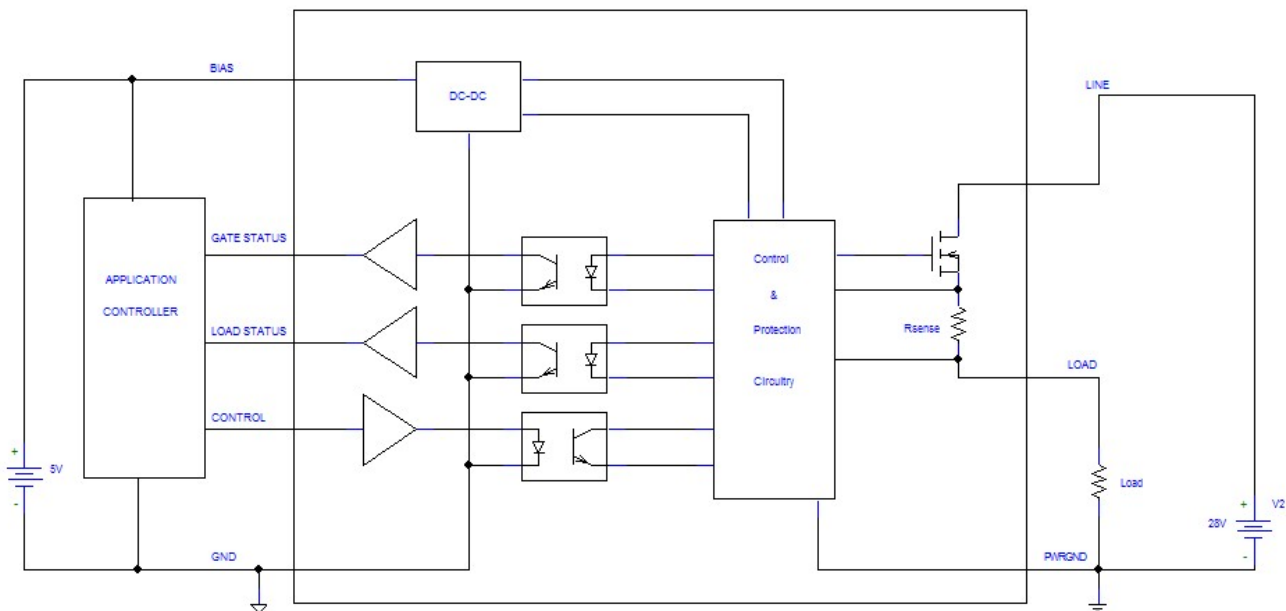 BIAS
DC-DC
LINE
GATE STATUS
APPLICATION
CONTROLLER
Control
&
Protection
Circuitry
LOAD STATUS
Rsense
LOAD
CONTROL
+
5V
-
Load
+
V2
28V
-
GND
PWRGND